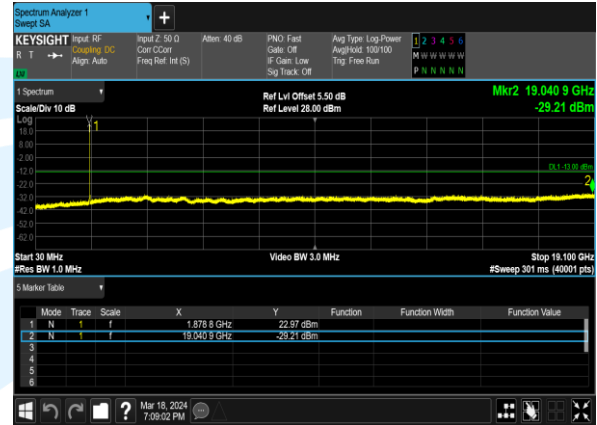 Spectrum Analyzer 1
Swept SA
KEYSIGHT Input: RF Input Z: 50 Ω Atten: 40 dB PNO: Fast Avg Type: Log-Power 1 2 3 4 5 6
R T Coupling: DC Corr CCorr Gate: Off Avg|Hold: 100/100 M W W W W W
Align: Auto Freq Ref: Int (S) IF Gain: Low Trig: Free Run
Sig Track: Off P N N N N N
1 Spectrum Ref Lvl Offset 5.50 dB Mkr2 19.040 9 GHz
Scale/Div 10 dB Ref Level 28.00 dBm -29.21 dBm
Log
18.0
8.00
-2.00
-12.0
-22.0
-32.0
-42.0
-52.0
-62.0
1
DL1 -13.00 dBm
2
Start 30 MHz Video BW 3.0 MHz Stop 19.100 GHz
#Res BW 1.0 MHz #Sweep 301 ms (40001 pts)
5 Marker Table
Mode Trace Scale X Y Function Function Width Function Value
1 N 1 f 1.878 8 GHz 22.97 dBm
2 N 1 f 19.040 9 GHz -29.21 dBm
3
4
5
6
Mar 18, 2024
7:09:02 PM